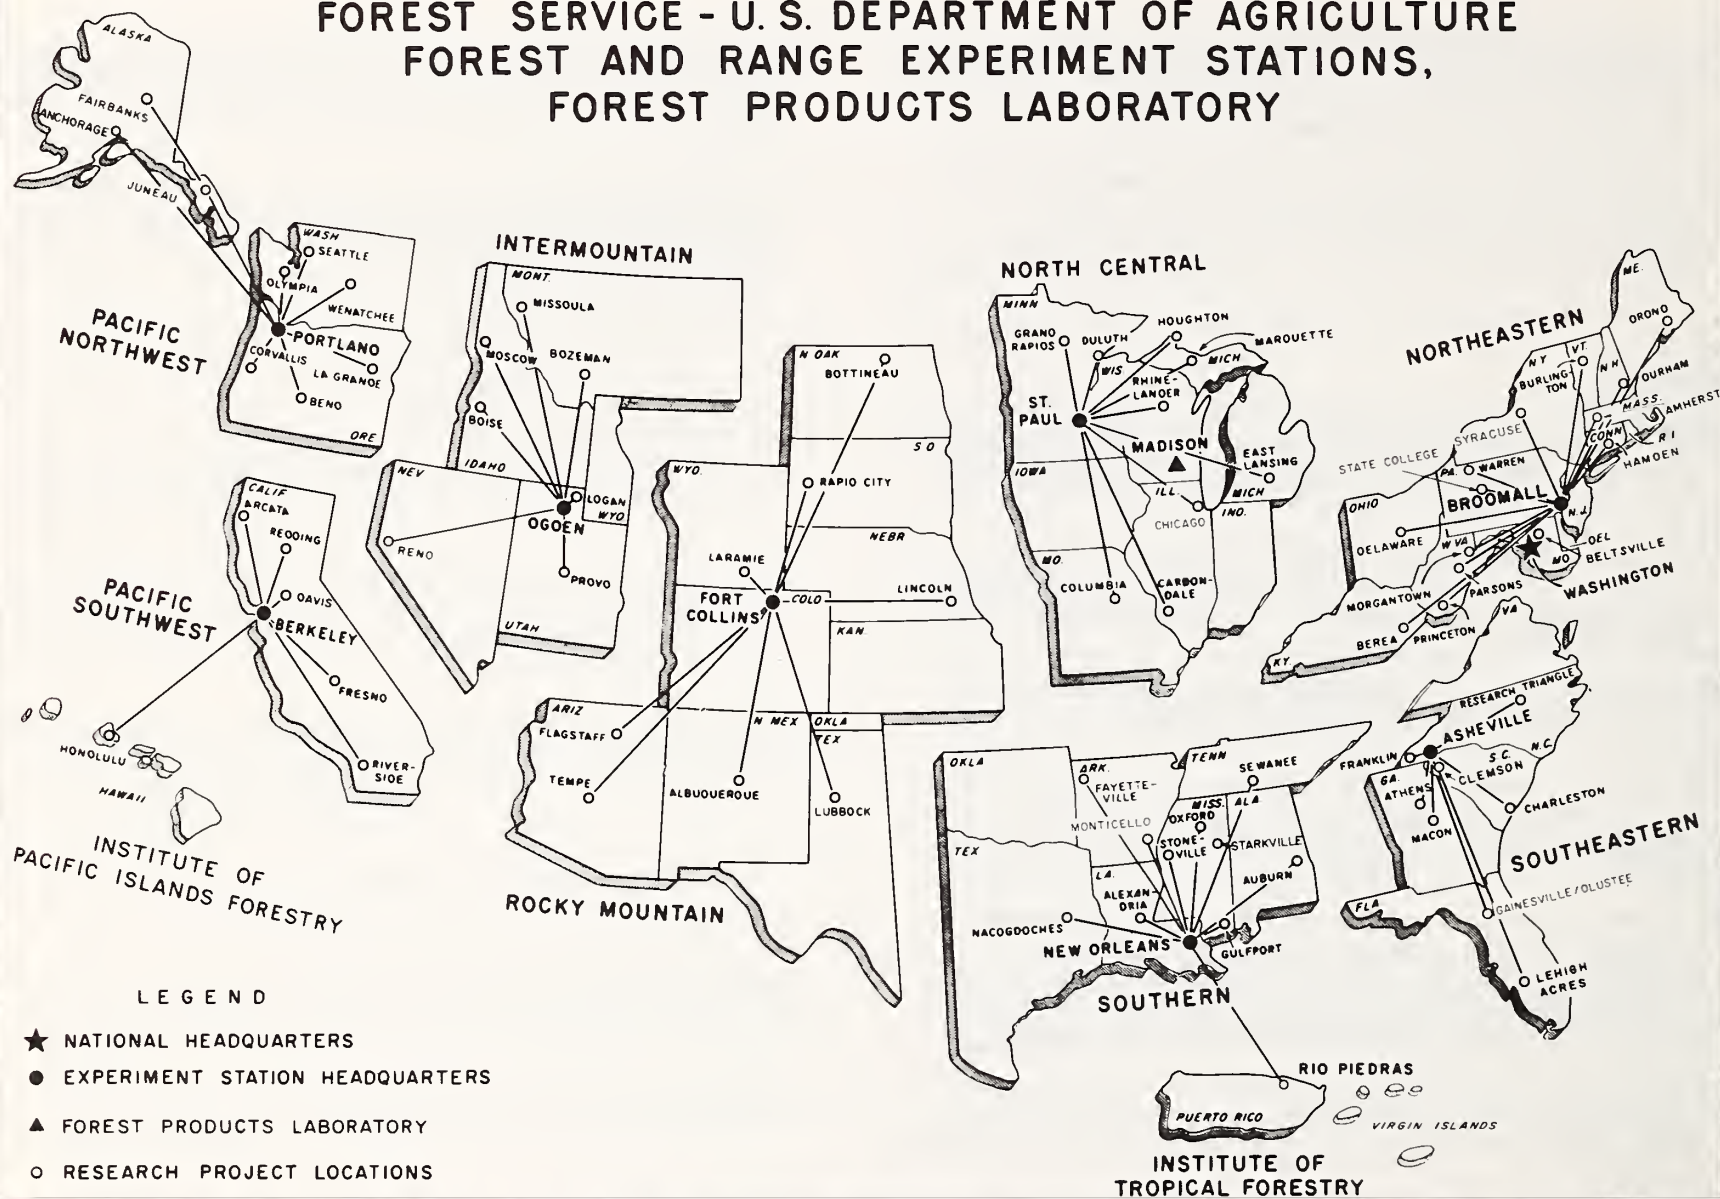 FOREST SERVICE - U. S. DEPARTMENT OF AGRICULTURE
FOREST AND RANGE EXPERIMENT STATIONS,
FOREST PRODUCTS LABORATORY
ALASKA
FAIRBANKS
ANCHORAGE
JUNEAU
PACIFIC
NORTHWEST
WASH
SEATTLE
OLYMPIA
WENATCHEE
PORTLAND
CORVALLIS
LA GRANDE
BEND
ORE
INTERMOUNTAIN
MONT.
MISSOULA
MOSCOW
BOZEMAN
BOISE
IDAHO
NEV
LOGAN
WYO
OGDEN
RENO
PROVO
UTAH
PACIFIC
SOUTHWEST
CALIF
ARCATA
REDDING
DAVIS
BERKELEY
FRESNO
RIVER-
SIDE
HONOLULU
HAWAII
INSTITUTE OF
PACIFIC ISLANDS FORESTRY
N DAK
BOTTINEAU
S D
WYO.
RAPID CITY
NEBR
LARAMIE
FORT
COLLINS
COLO
LINCOLN
KAN.
ARIZ
FLAGSTAFF
N MEX
OKLA
TEX
TEMPE
ALBUQUERQUE
LUBBOCK
ROCKY MOUNTAIN
NORTH CENTRAL
MINN
GRAND
RAPIDS
DULUTH
HOUGHTON
MARQUETTE
MICH
WIS.
RHINE-
LANDER
ST.
PAUL
MADISON
EAST
LANSING
MICH
IOWA
ILL.
CHICAGO
IND.
MO.
COLUMBIA
CARBON-
DALE
NORTHEASTERN
ME.
ORONO
N Y
VT.
N H
BURLING-
TON
DURHAM
MASS.
AMHERST
CONN
R I
HAMDEN
SYRACUSE
STATE COLLEGE
PA.
WARREN
BROOMALL
N.J.
OHIO
DELAWARE
W VA
DEL
MD
BELTSVILLE
WASHINGTON
MORGANTOWN
PARSONS
BEREA
PRINCETON
KY.
VA
RESEARCH TRIANGLE
ASHEVILLE
N.C.
FRANKLIN
S C.
CLEMSON
GA.
ATHENS
CHARLESTON
MACON
SOUTHEASTERN
FLA
GAINESVILLE/OLUSTEE
LEHIGH
ACRES
OKLA
ARK.
TENN
SEWANEE
FAYETTE-
VILLE
MISS.
ALA.
MONTICELLO
OXFORD
TEX
STONE-
VILLE
STARKVILLE
LA.
AUBURN
ALEXAN-
DRIA
NACOGDOCHES
NEW ORLEANS
GULFPORT
SOUTHERN
RIO PIEDRAS
PUERTO RICO
VIRGIN ISLANDS
INSTITUTE OF
TROPICAL FORESTRY
LEGEND
NATIONAL HEADQUARTERS
EXPERIMENT STATION HEADQUARTERS
FOREST PRODUCTS LABORATORY
RESEARCH PROJECT LOCATIONS